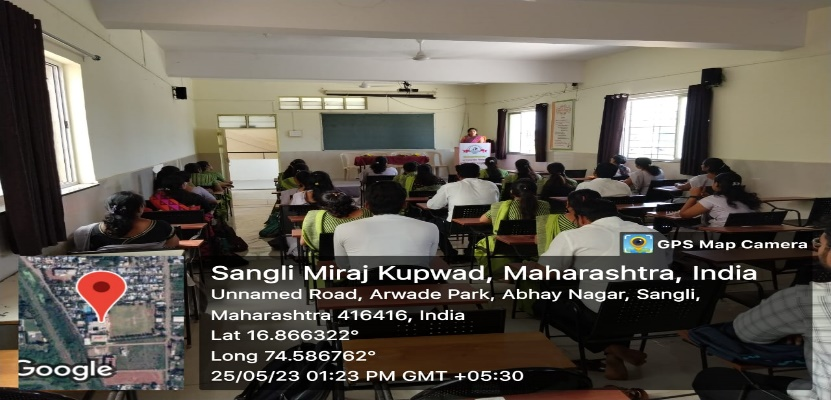 GPS Map Camera
Sangli Miraj Kupwad, Maharashtra, India
Unnamed Road, Arwade Park, Abhay Nagar, Sangli,
Maharashtra 416416, India
Lat 16.866322°
Long 74.586762°
25/05/23 01:23 PM GMT +05:30
Google